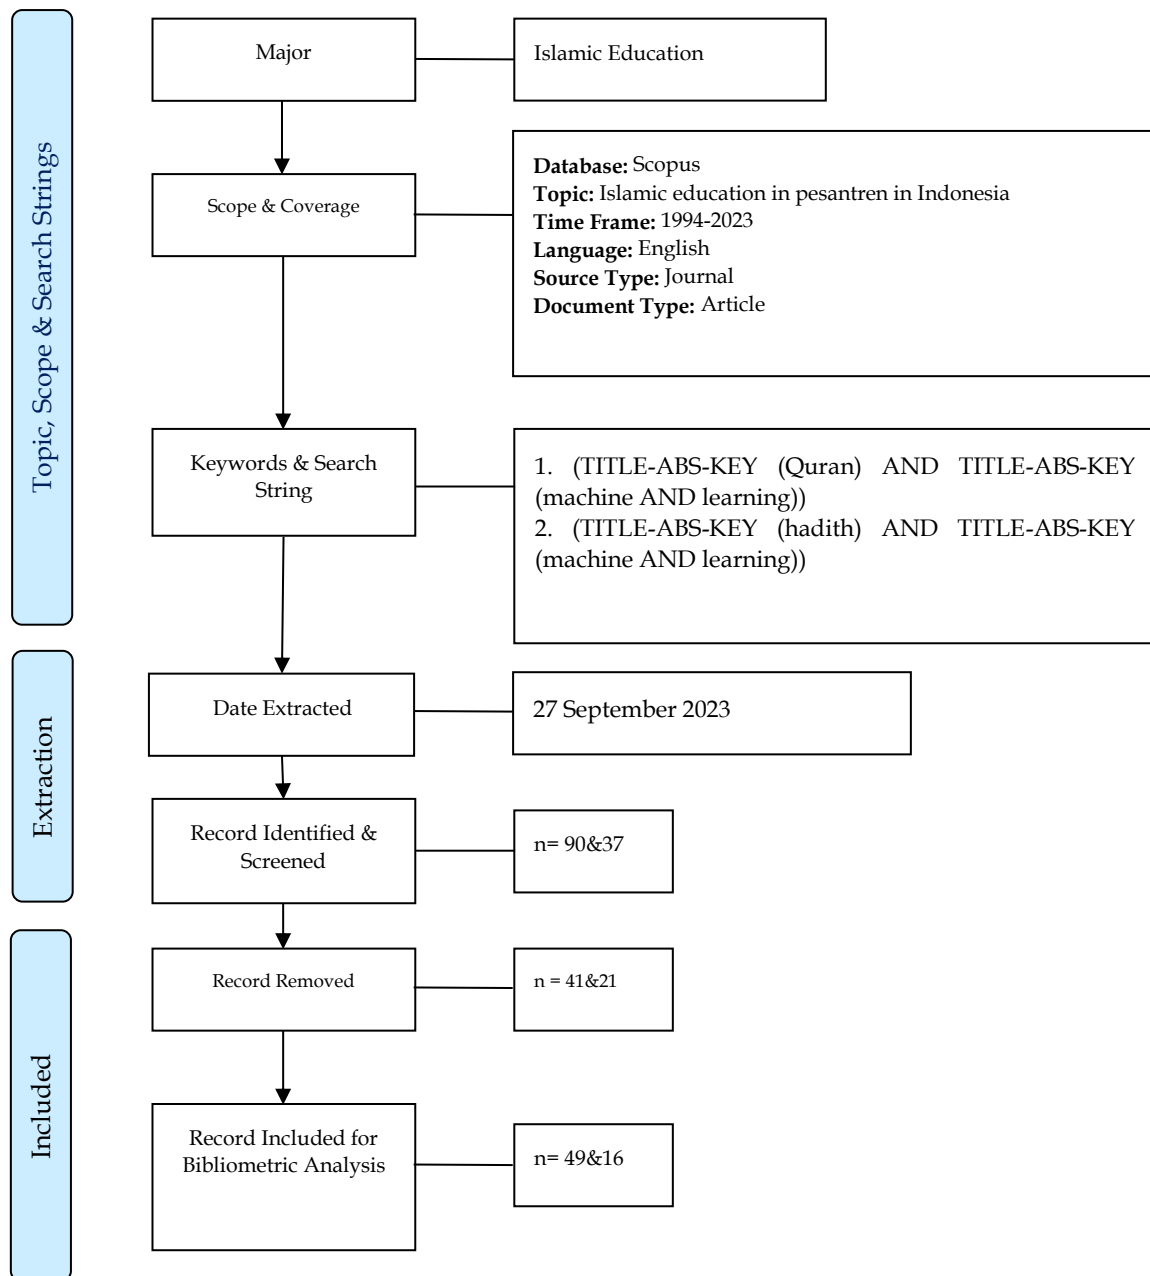 Topic, Scope & Search Strings
Major
Islamic Education
Scope & Coverage
Database: Scopus
Topic: Islamic education in pesantren in Indonesia
Time Frame: 1994-2023
Language: English
Source Type: Journal
Document Type: Article
Keywords & Search
String
1. (TITLE-ABS-KEY (Quran) AND TITLE-ABS-KEY
(machine AND learning))
2. (TITLE-ABS-KEY (hadith) AND TITLE-ABS-KEY
(machine AND learning))
Extraction
Date Extracted
27 September 2023
Record Identified &
Screened
n= 90&37
Included
Record Removed
n = 41&21
Record Included for
Bibliometric Analysis
n= 49&16